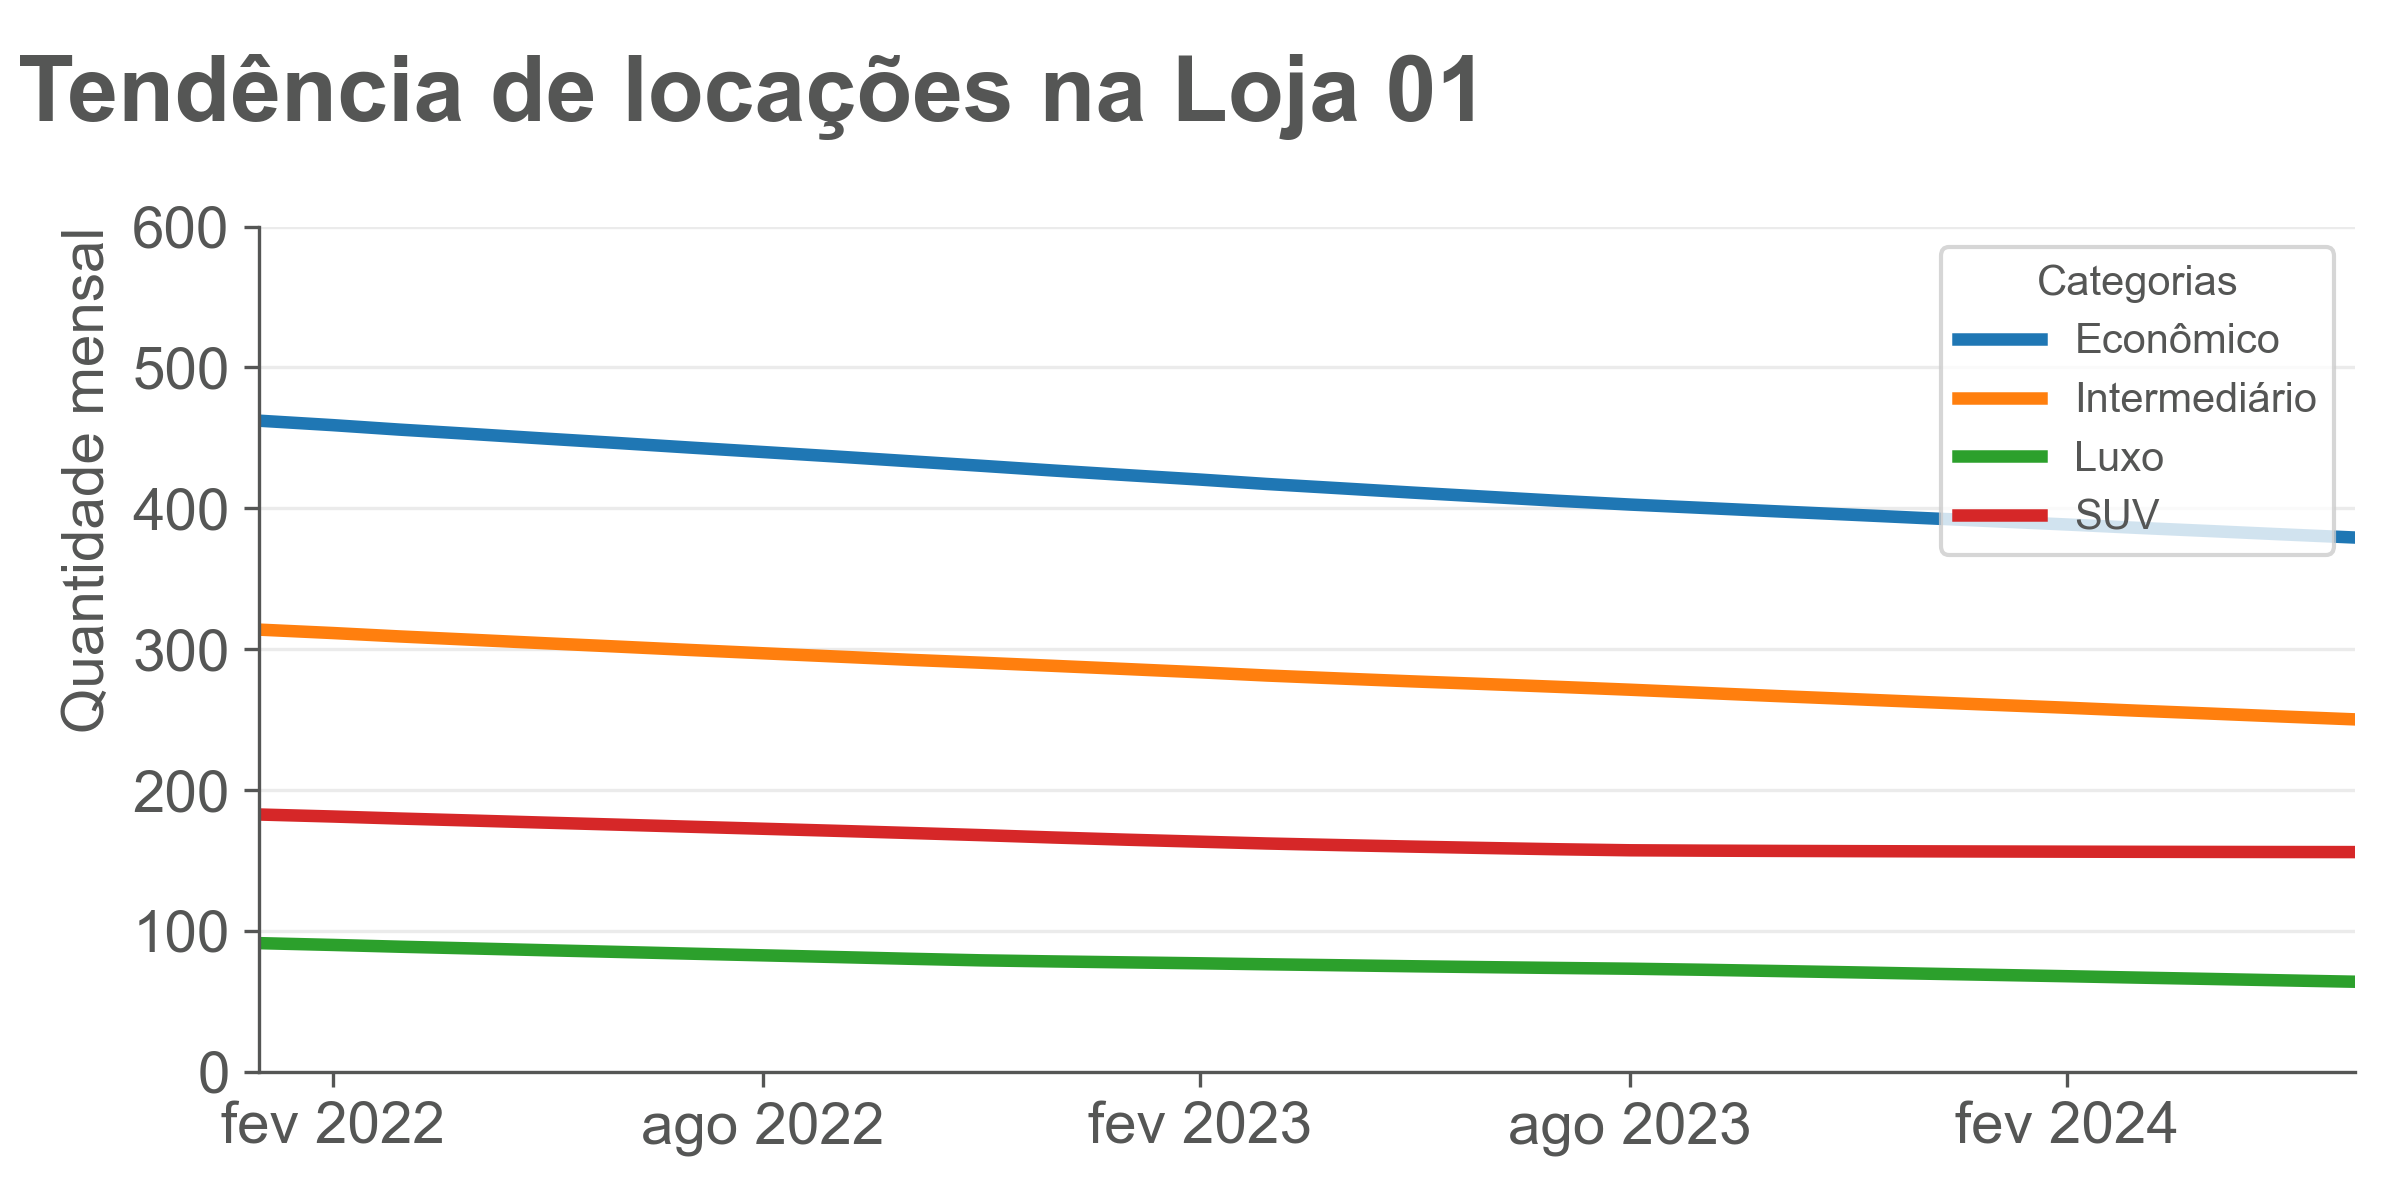 Tendência de locações na Loja 01
Quantidade mensal
600
500
400
300
200
100
0
fev 2022
ago 2022
fev 2023
ago 2023
fev 2024
Categorias
Econômico
Intermediário
Luxo
SUV